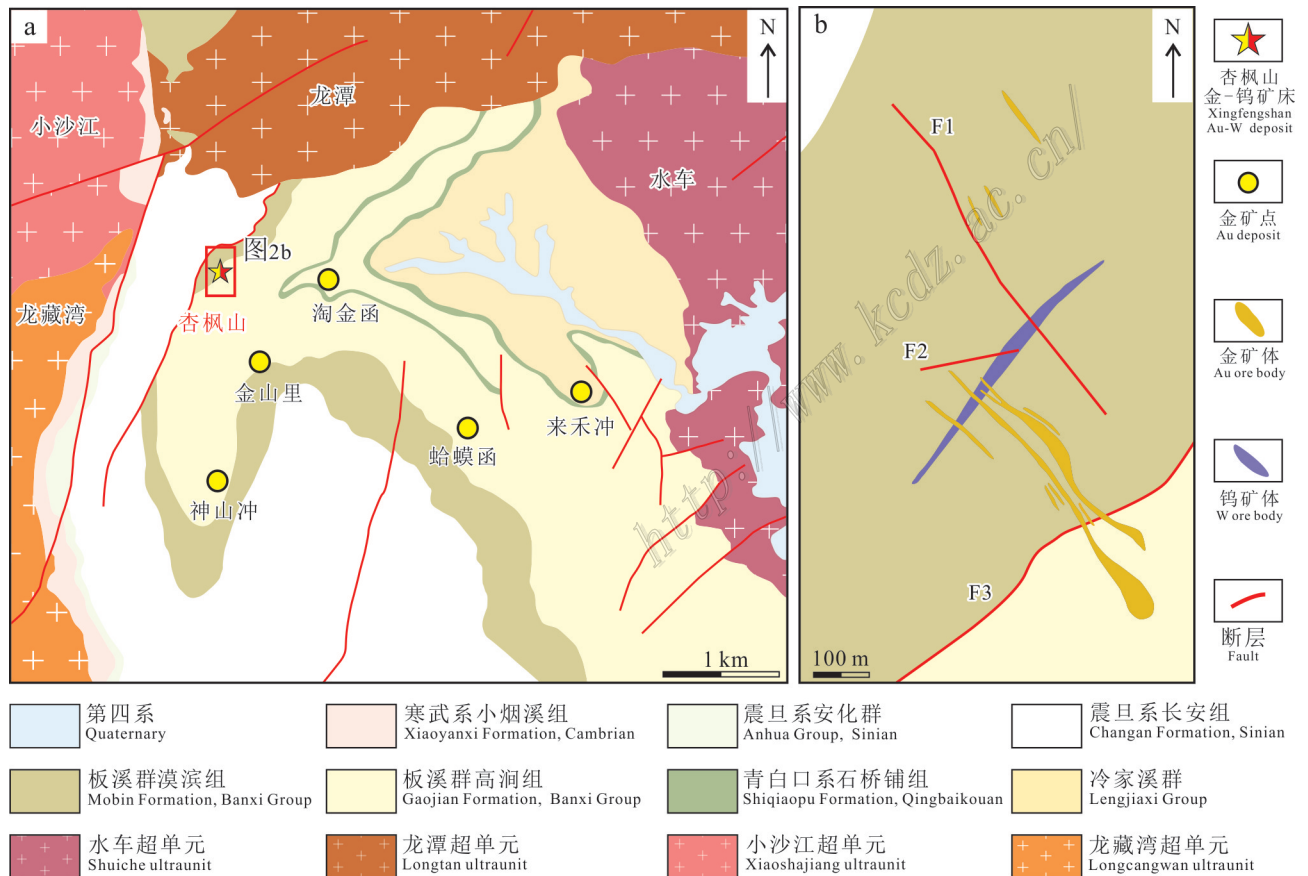 a
N
龙潭
小沙江
水车
图2b
杏枫山
淘金函
龙藏湾
金山里
来禾冲
蛤蟆函
神山冲
1 km
b
N
F1
F2
F3
100 m
http://www.kcdz.ac.cn/
杏枫山
金-钨矿床
Xingfengshan
Au-W deposit
金矿点
Au deposit
金矿体
Au ore body
钨矿体
W ore body
断层
Fault
第四系
Quaternary
寒武系小烟溪组
Xiaoyanxi Formation, Cambrian
震旦系安化群
Anhua Group, Sinian
震旦系长安组
Changan Formation, Sinian
板溪群漠滨组
Mobin Formation, Banxi Group
板溪群高涧组
Gaojian Formation, Banxi Group
青白口系石桥铺组
Shiqiaopu Formation, Qingbaikouan
冷家溪群
Lengjiaxi Group
水车超单元
Shuiche ultraunit
龙潭超单元
Longtan ultraunit
小沙江超单元
Xiaoshajiang ultraunit
龙藏湾超单元
Longcangwan ultraunit